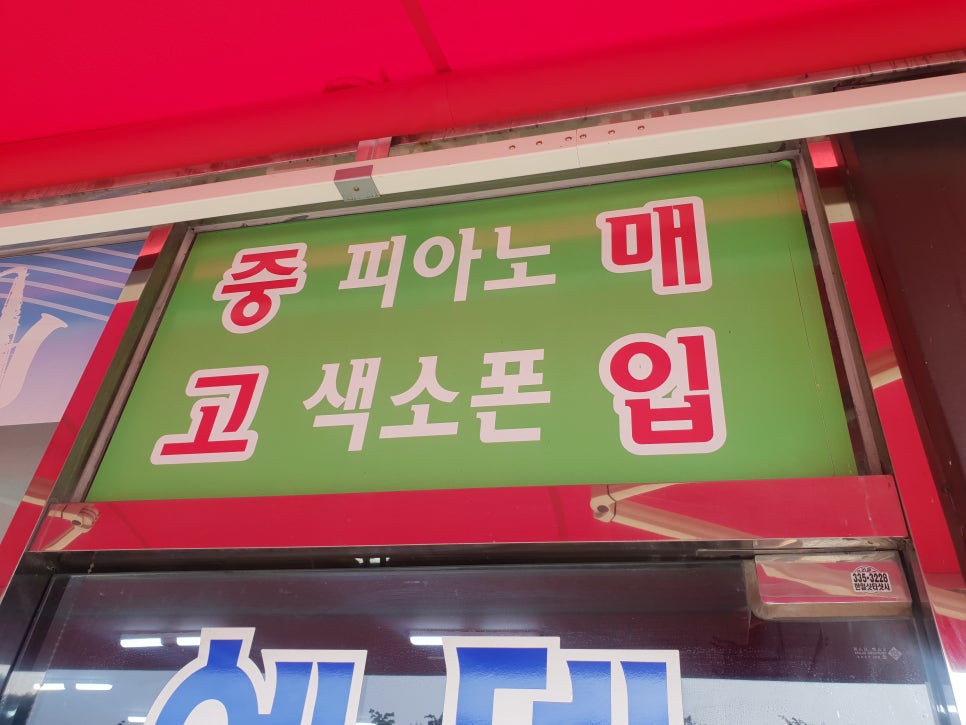 중 피아노 매
고 색소폰 입
335-3228